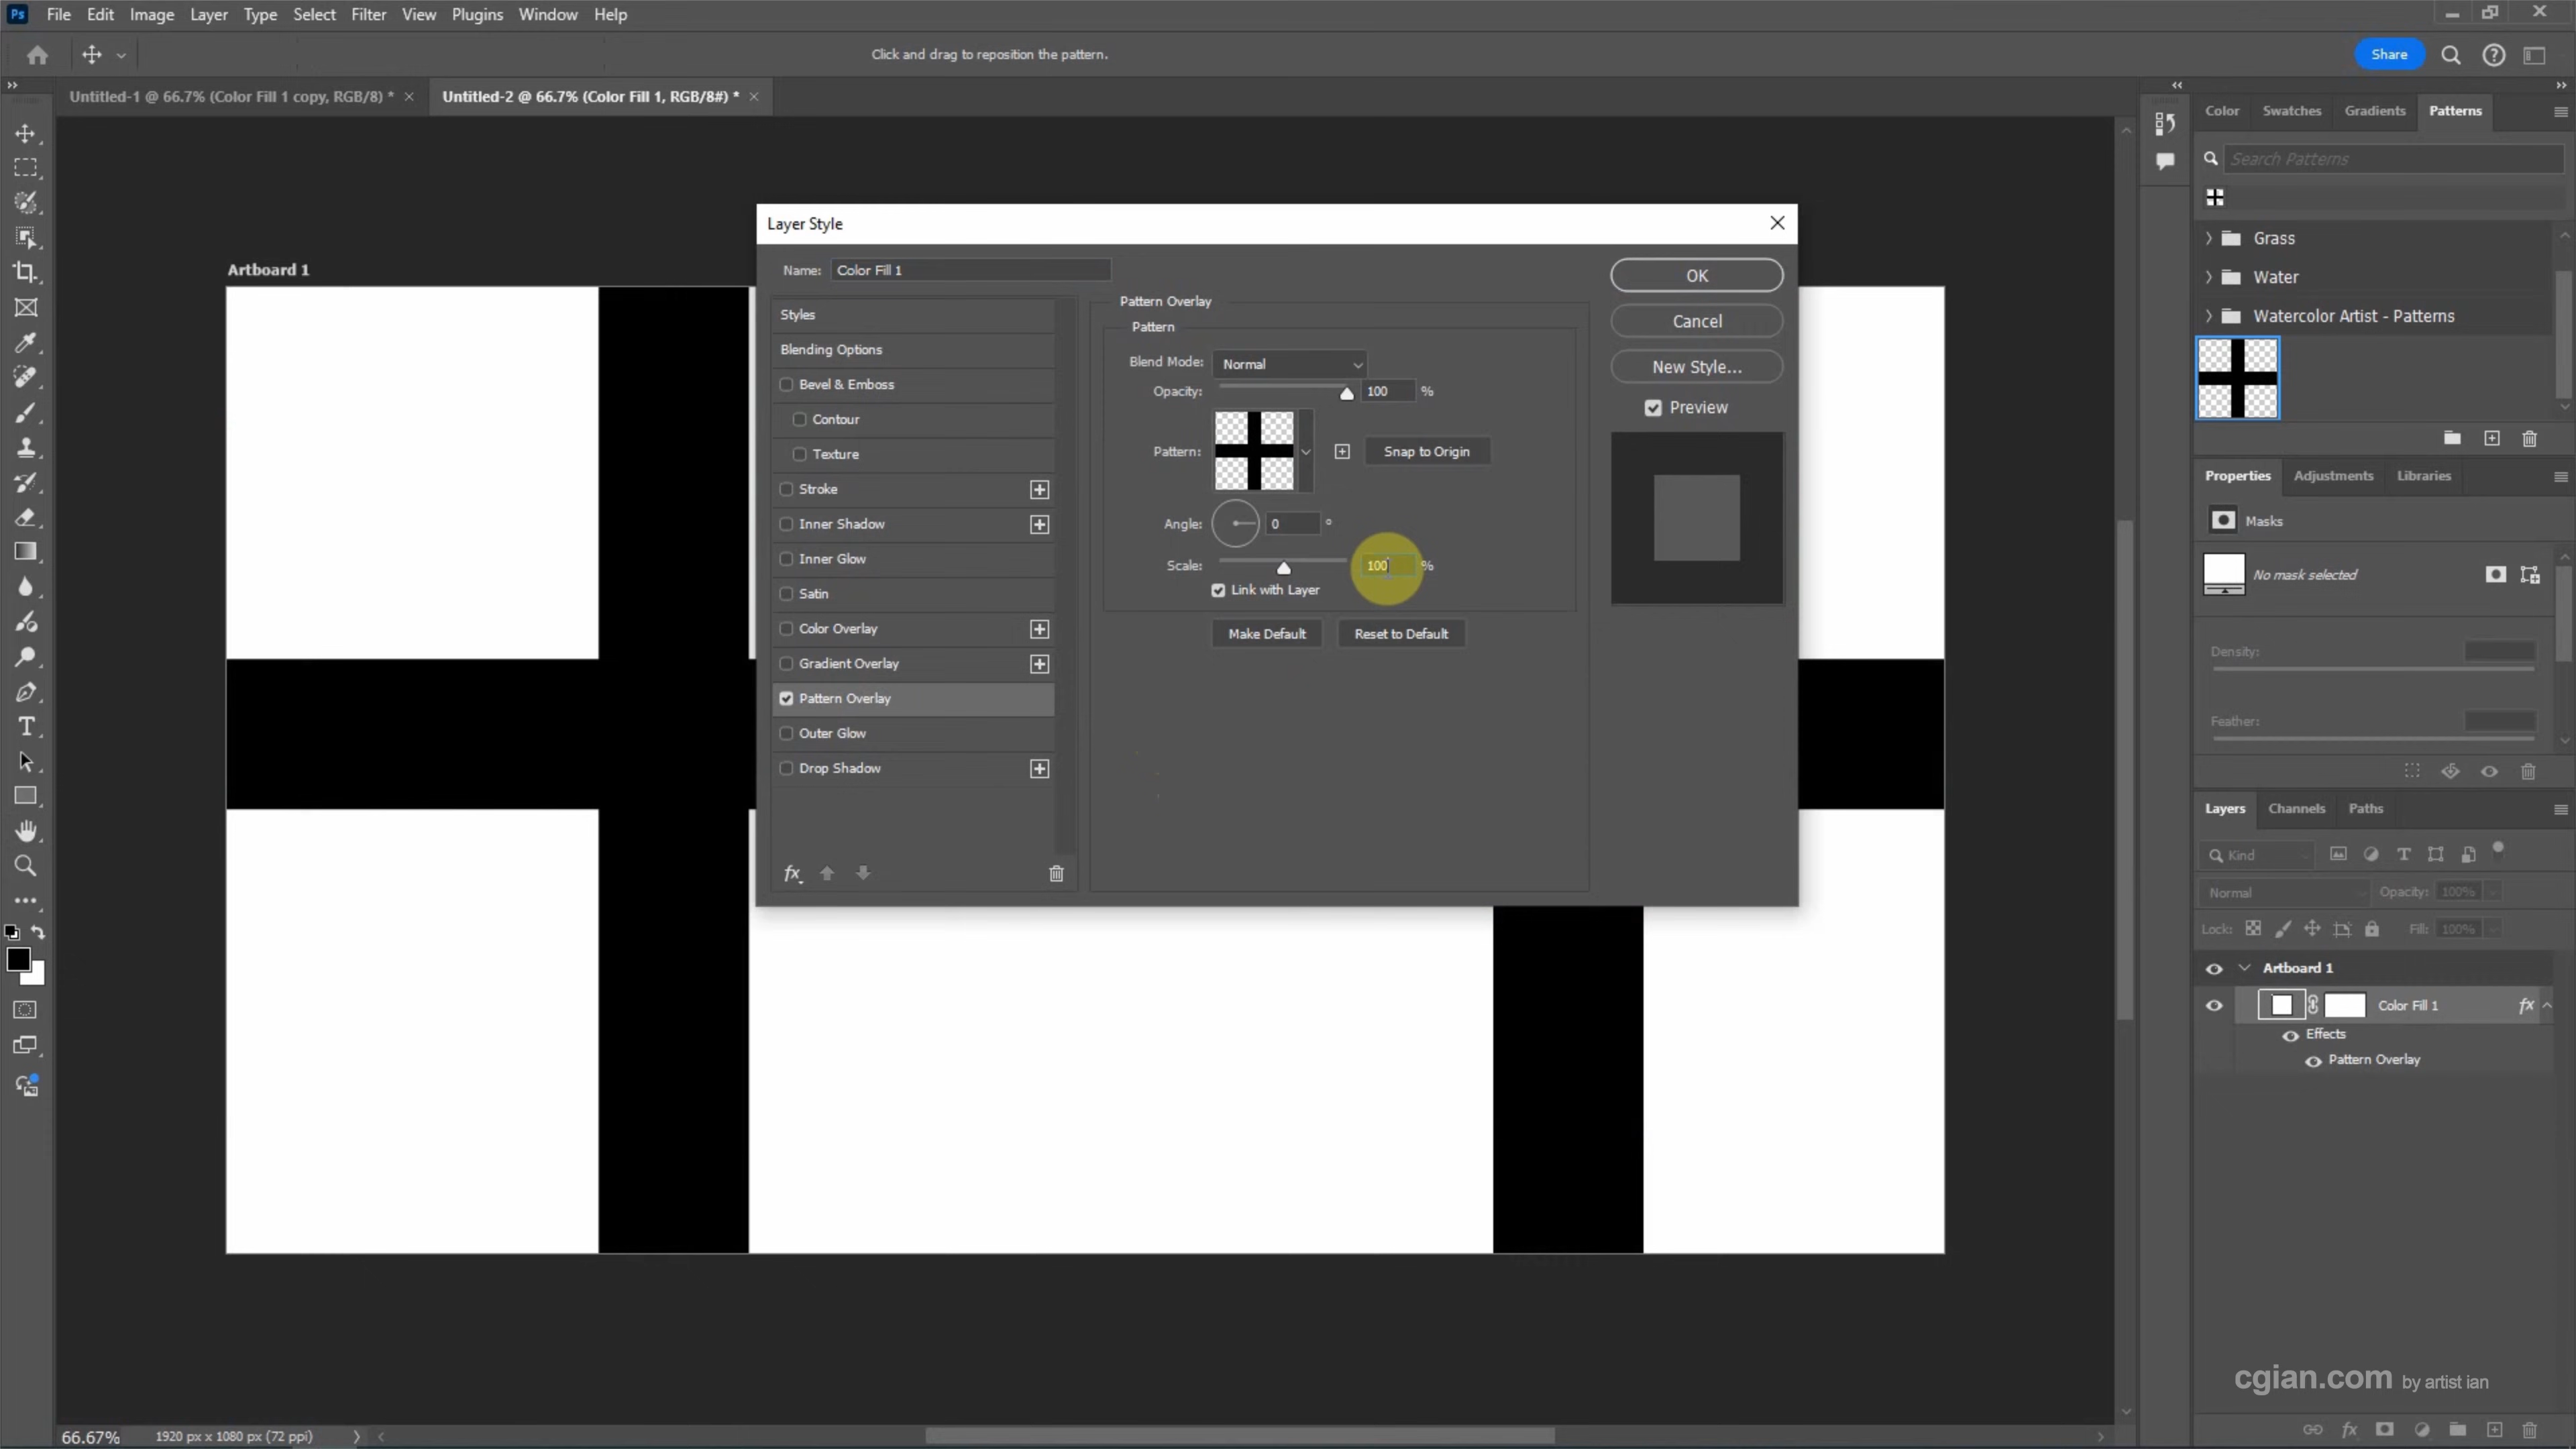 Ps File Edit Image Layer Type Select Filter View Plugins Window Help
Click and drag to reposition the pattern.
Share
Untitled-1 @ 66.7% (Color Fill 1 copy, RGB/8) *
Untitled-2 @ 66.7% (Color Fill 1, RGB/8#) *
Artboard 1
Layer Style
Name: Color Fill 1
Styles
Blending Options
Bevel & Emboss
Contour
Texture
Stroke
Inner Shadow
Inner Glow
Satin
Color Overlay
Gradient Overlay
Pattern Overlay
Outer Glow
Drop Shadow
fx
Pattern Overlay
Pattern
Blend Mode: Normal
Opacity: 100 %
Pattern: Snap to Origin
Angle: 0 °
Scale: 100 %
Link with Layer
Make Default Reset to Default
OK
Cancel
New Style...
Preview
Color Swatches Gradients Patterns
Search Patterns
Grass
Water
Watercolor Artist - Patterns
Properties Adjustments Libraries
Masks
No mask selected
Density:
Feather:
Layers Channels Paths
Kind
Normal Opacity: 100%
Lock: Fill: 100%
Artboard 1
Color Fill 1 fx
Effects
Pattern Overlay
cgian.com by artist ian
fx
66.67% 1920 px x 1080 px (72 ppi)